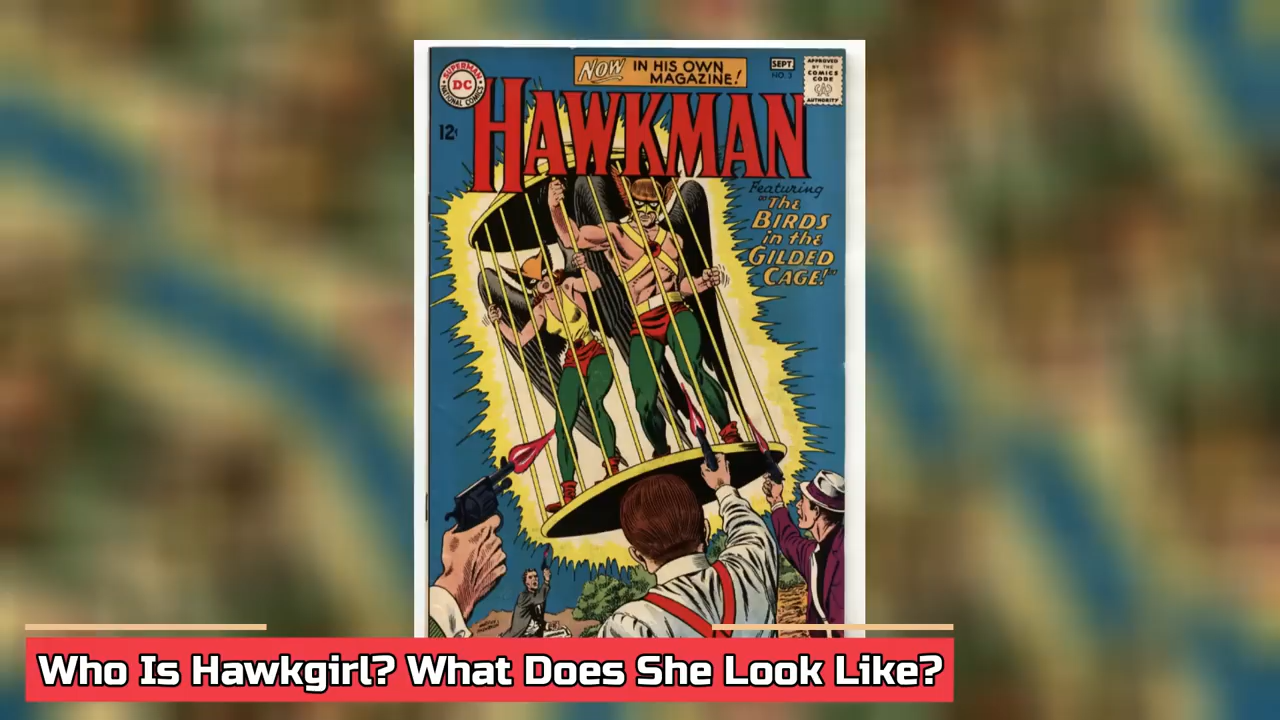 SUPERMAN
DC
NATIONAL COMICS
NOW IN HIS OWN
MAGAZINE!
SEPT.
NO. 3
APPROVED
BY THE
COMICS
CODE
CA
AUTHORITY
12¢
HAWKMAN
Featuring
"The
BIRDS
in the
GILDED
CAGE!"
Who Is Hawkgirl? What Does She Look Like?